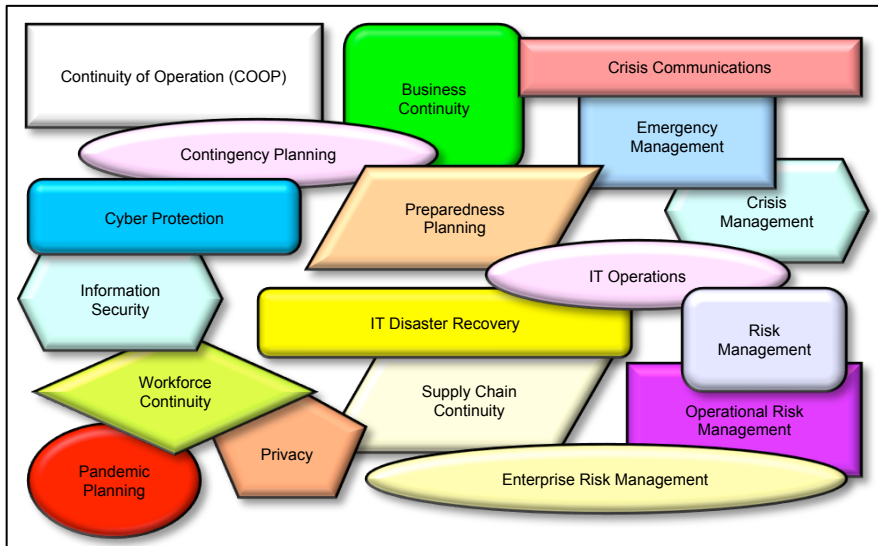 Continuity of Operation (COOP)
Business
Continuity
Crisis Communications
Emergency
Management
Contingency Planning
Cyber Protection
Preparedness
Planning
Crisis
Management
Information
Security
IT Operations
IT Disaster Recovery
Risk
Management
Workforce
Continuity
Supply Chain
Continuity
Operational Risk
Management
Privacy
Pandemic
Planning
Enterprise Risk Management